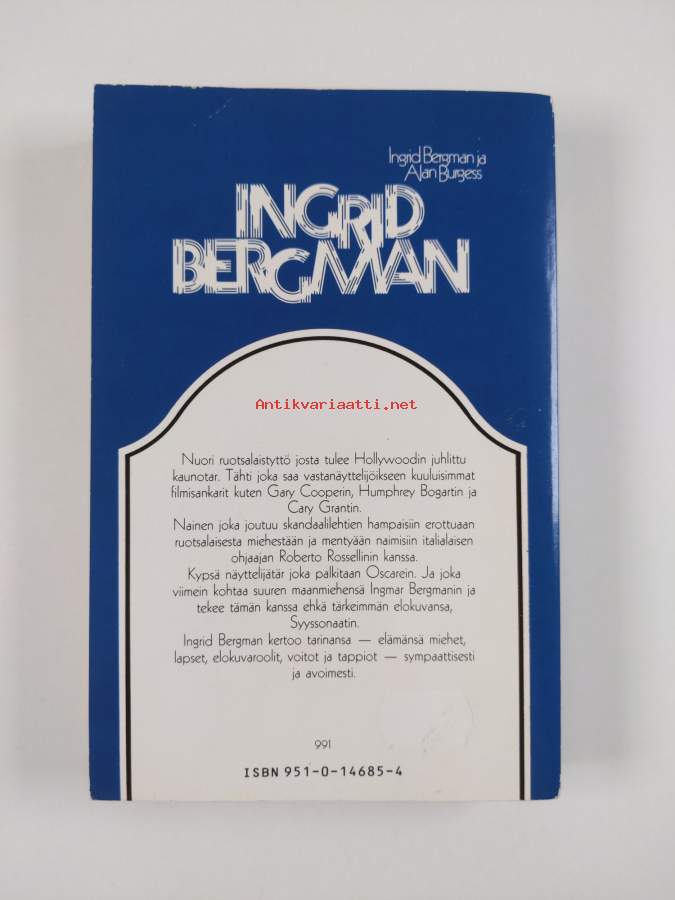 Ingrid Bergman ja
Alan Burgess
INGRID
BERGMAN
Antikvariaatti.net
Nuori ruotsalaistyttö josta tulee Hollywoodin juhlittu
kaunotar. Tähti joka saa vastanäyttelijöikseen kuuluisimmat
filmisankarit kuten Gary Cooperin, Humphrey Bogartin ja
Cary Grantin.
Nainen joka joutuu skandaalilehtien hampaisiin erottuaan
ruotsalaisesta miehestään ja mentyään naimisiin italialaisen
ohjaajan Roberto Rossellinin kanssa.
Kypsä näyttelijätär joka palkitaan Oscarein. Ja joka
viimein kohtaa suuren maanmiehensä Ingmar Bergmanin ja
tekee tämän kanssa ehkä tärkeimmän elokuvansa,
Syyssonaatin.
Ingrid Bergman kertoo tarinansa — elämänsä miehet,
lapset, elokuvaroolit, voitot ja tappiot — sympaattisesti
ja avoimesti.
991
ISBN 951-0-14685-4